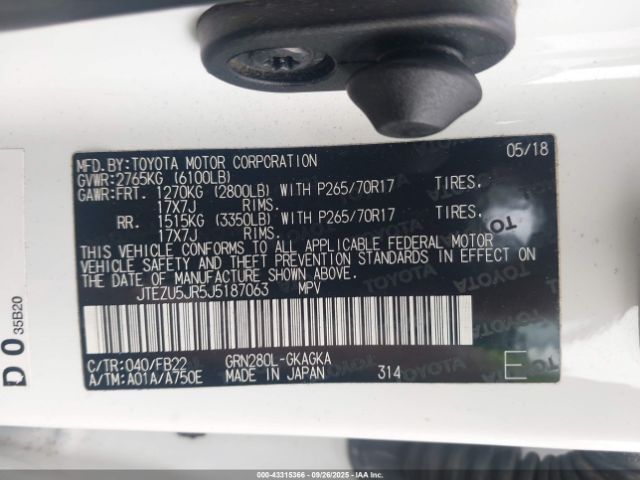 MFD. BY: TOYOTA MOTOR CORPORATION 05/18
GVWR: 2765KG (6100LB)
GAWR: FRT. 1270KG (2800LB) WITH P265/70R17 TIRES,
17X7J RIMS.
RR. 1515KG (3350LB) WITH P265/70R17 TIRES,
17X7J RIMS.
THIS VEHICLE CONFORMS TO ALL APPLICABLE FEDERAL MOTOR
VEHICLE SAFETY AND THEFT PREVENTION STANDARDS IN EFFECT ON
THE DATE OF MANUFACTURE SHOWN ABOVE.
JTEZU5JR5J5187063 MPV
C/TR: 040/FB22 GRN280L-GKAGKA
A/TM: A01A/A750E MADE IN JAPAN 314 E
D 0 35B20
Stock No: 000-43315366 - 09/26/2025 - IAA Inc.